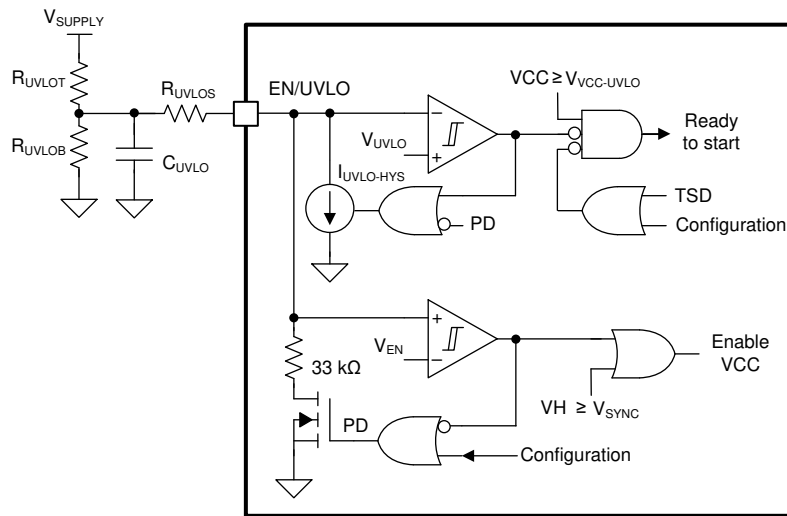 VSUPPLY
RUVLOT
RUVLOS
EN/UVLO
VCC ≥ VVCC-UVLO
RUVLOB
CUVLO
VUVLO
−
+
Ready
to start
IUVLO-HYS
PD
TSD
Configuration
33 kΩ
VEN
+
−
Enable
VCC
VH ≥ VSYNC
PD
Configuration